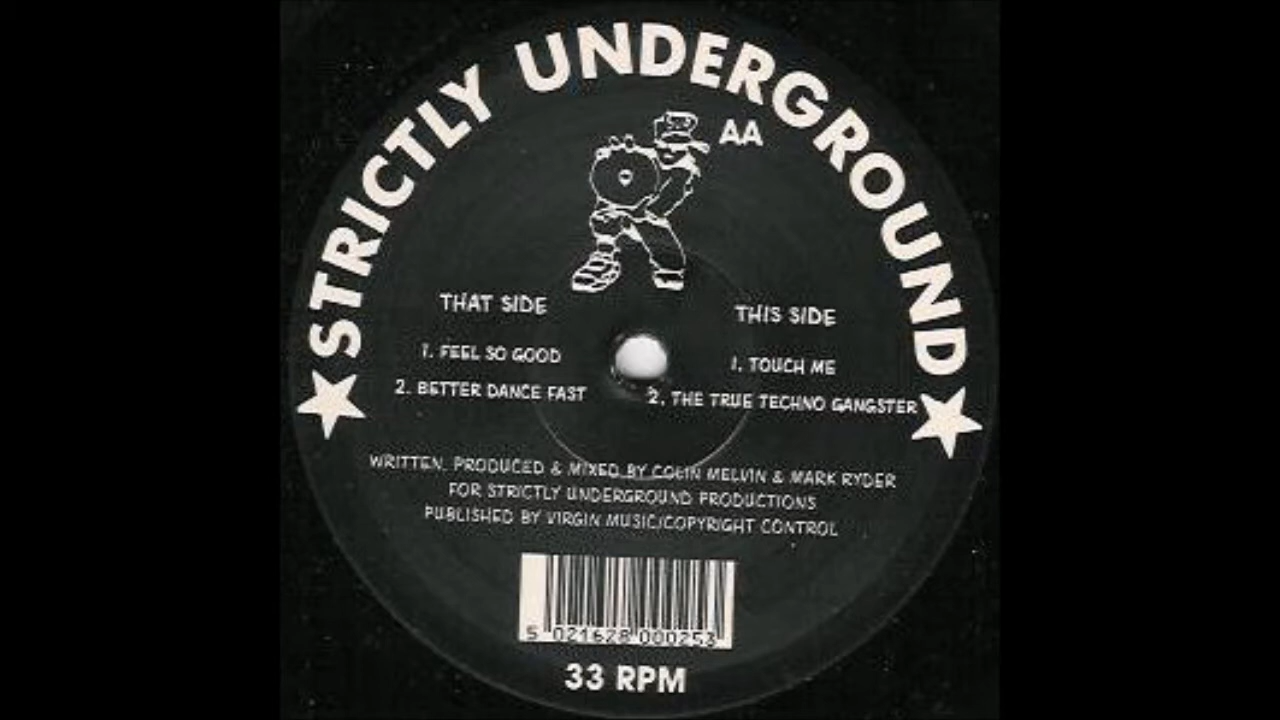 STRICTLY UNDERGROUND
AA
THAT SIDE
1. FEEL SO GOOD
2. BETTER DANCE FAST
THIS SIDE
1. TOUCH ME
2. THE TRUE TECHNO GANGSTER
WRITTEN, PRODUCED & MIXED BY COLIN MELVIN & MARK RYDER
FOR STRICTLY UNDERGROUND PRODUCTIONS
PUBLISHED BY VIRGIN MUSIC/COPYRIGHT CONTROL
5 021628 000253
33 RPM